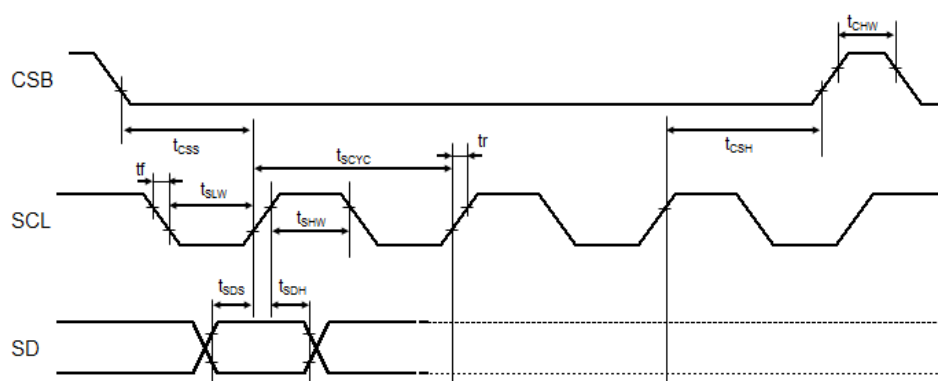 tCHW
CSB
tCSS
tSCYC
tr
tCSH
tf
tSLW
SCL
tSHW
tSDS
tSDH
SD